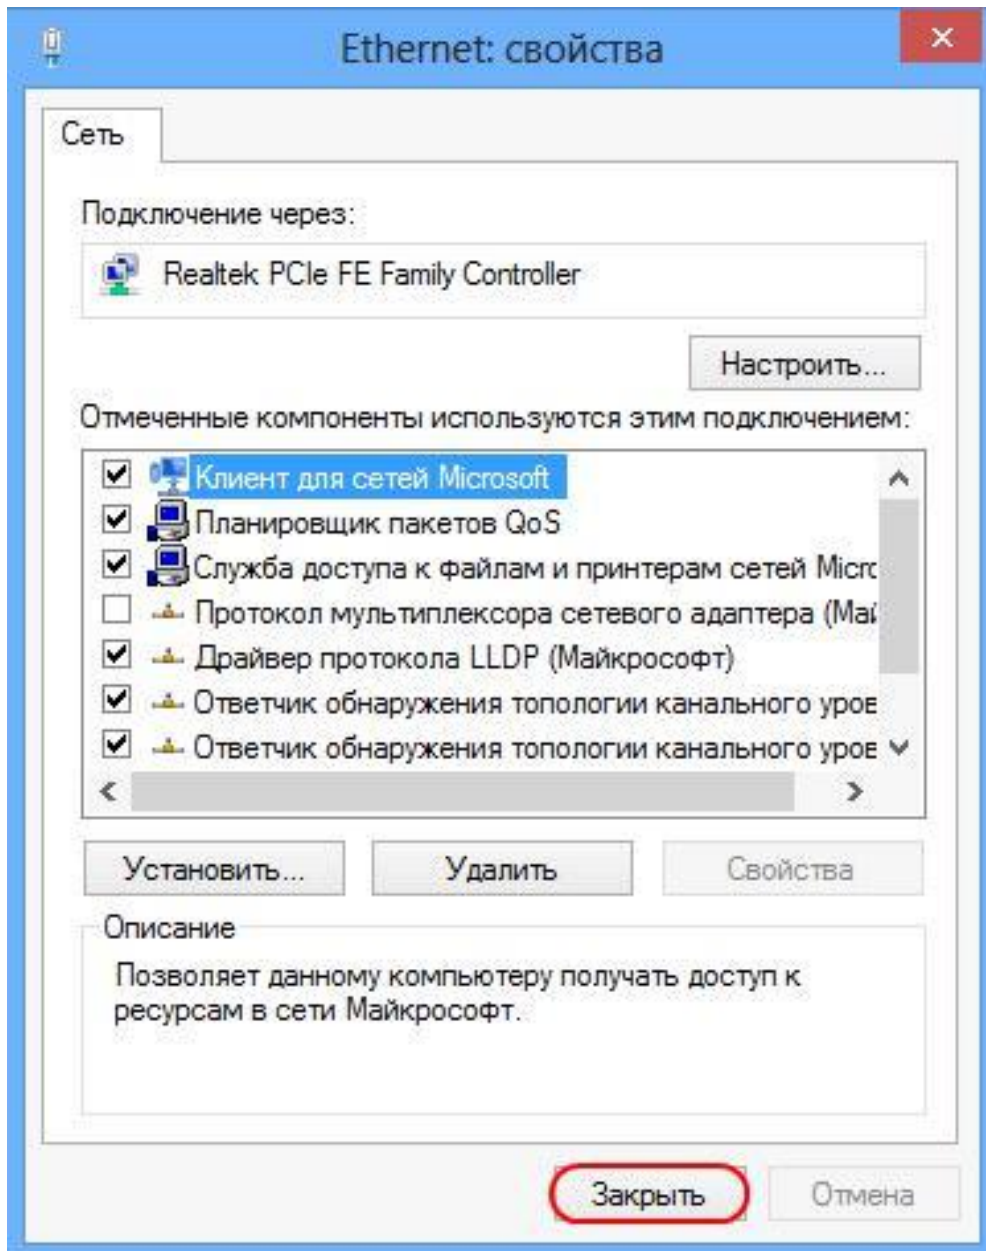 Ethernet: свойства
Сеть
Подключение через:
Realtek PCIe FE Family Controller
Настроить...
Отмеченные компоненты используются этим подключением:
Клиент для сетей Microsoft
Планировщик пакетов QoS
Служба доступа к файлам и принтерам сетей Micro
Протокол мультиплексора сетевого адаптера (Май
Драйвер протокола LLDP (Майкрософт)
Ответчик обнаружения топологии канального уров
Ответчик обнаружения топологии канального уров
Установить...
Удалить
Свойства
Описание
Позволяет данному компьютеру получать доступ к
ресурсам в сети Майкрософт.
Закрыть
Отмена